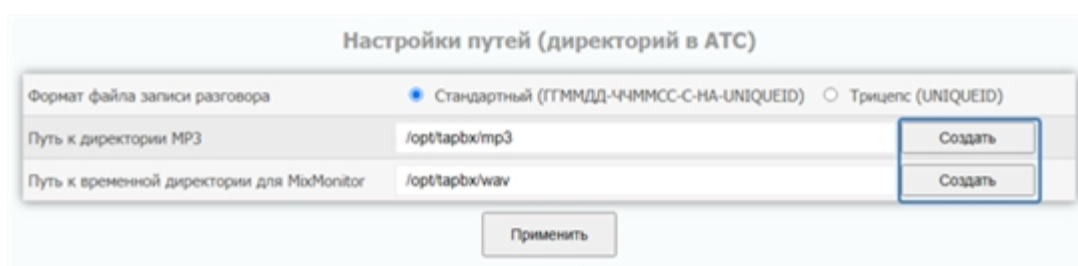 Настройки путей (директорий в АТС)
Формат файла записи разговора Стандартный (ГГММДД-ЧЧММСС-С-НА-UNIQUEID) Трицепс (UNIQUEID)
Путь к директории MP3 /opt/tapbx/mp3 Создать
Путь к временной директории для MixMonitor /opt/tapbx/wav Создать
Применить